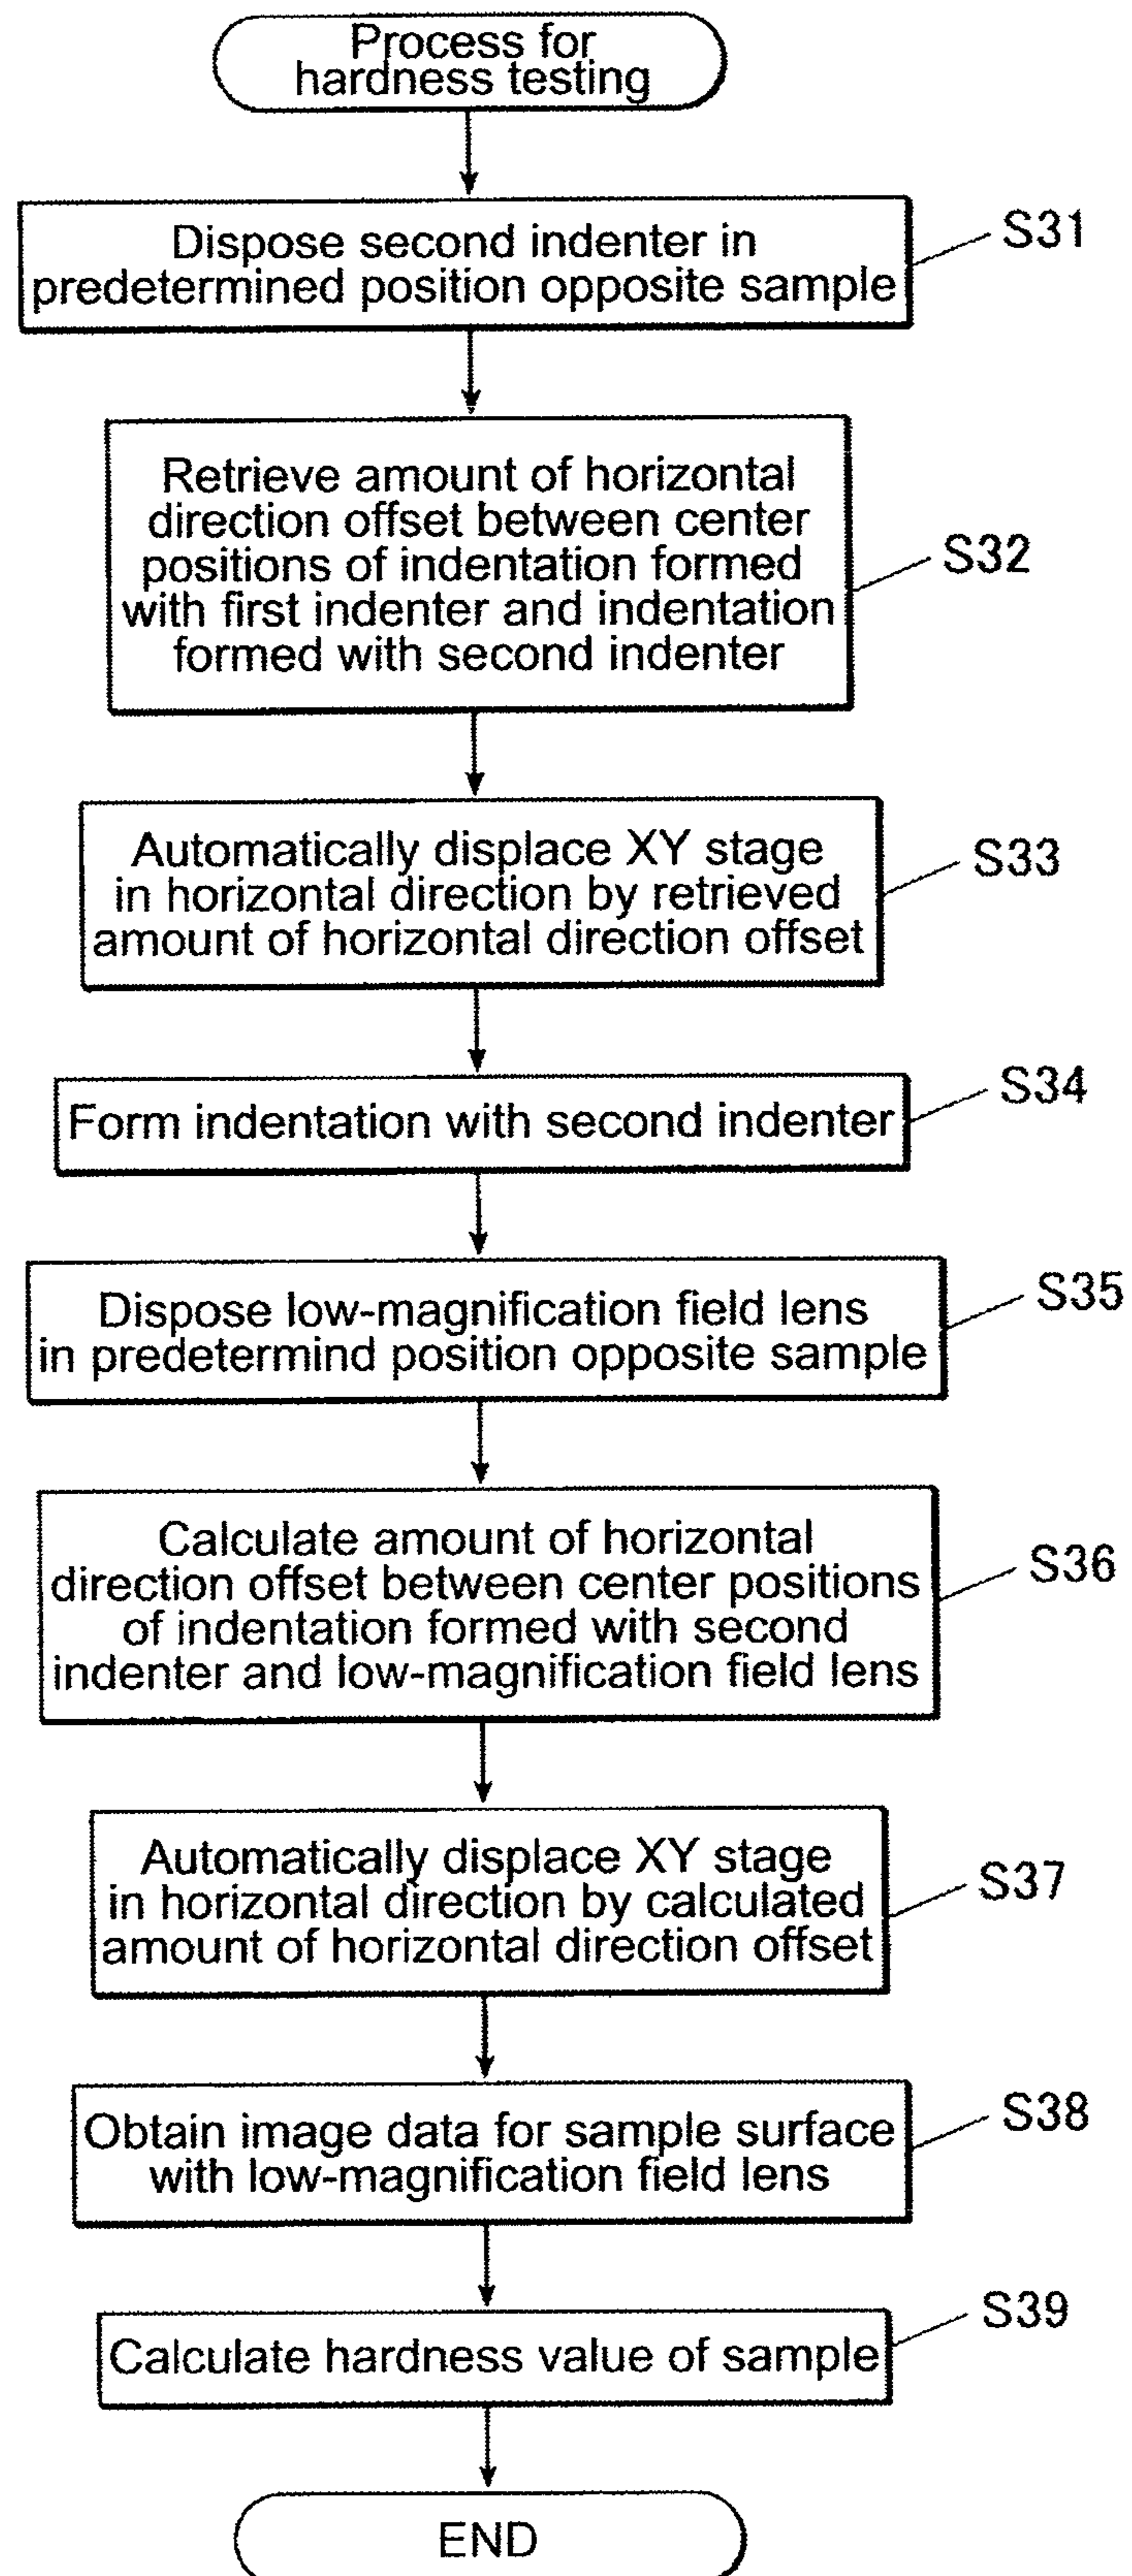 Process for
hardness testing
Dispose second indenter in
predetermined position opposite sample
S31
Retrieve amount of horizontal
direction offset between center
positions of indentation formed
with first indenter and indentation
formed with second indenter
S32
Automatically displace XY stage
in horizontal direction by retrieved
amount of horizontal direction offset
S33
Form indentation with second indenter
S34
Dispose low-magnification field lens
in predetermind position opposite sample
S35
Calculate amount of horizontal
direction offset between center positions
of indentation formed with second
indenter and low-magnification field lens
S36
Automatically displace XY stage
in horizontal direction by calculated
amount of horizontal direction offset
S37
Obtain image data for sample surface
with low-magnification field lens
S38
Calculate hardness value of sample
S39
END